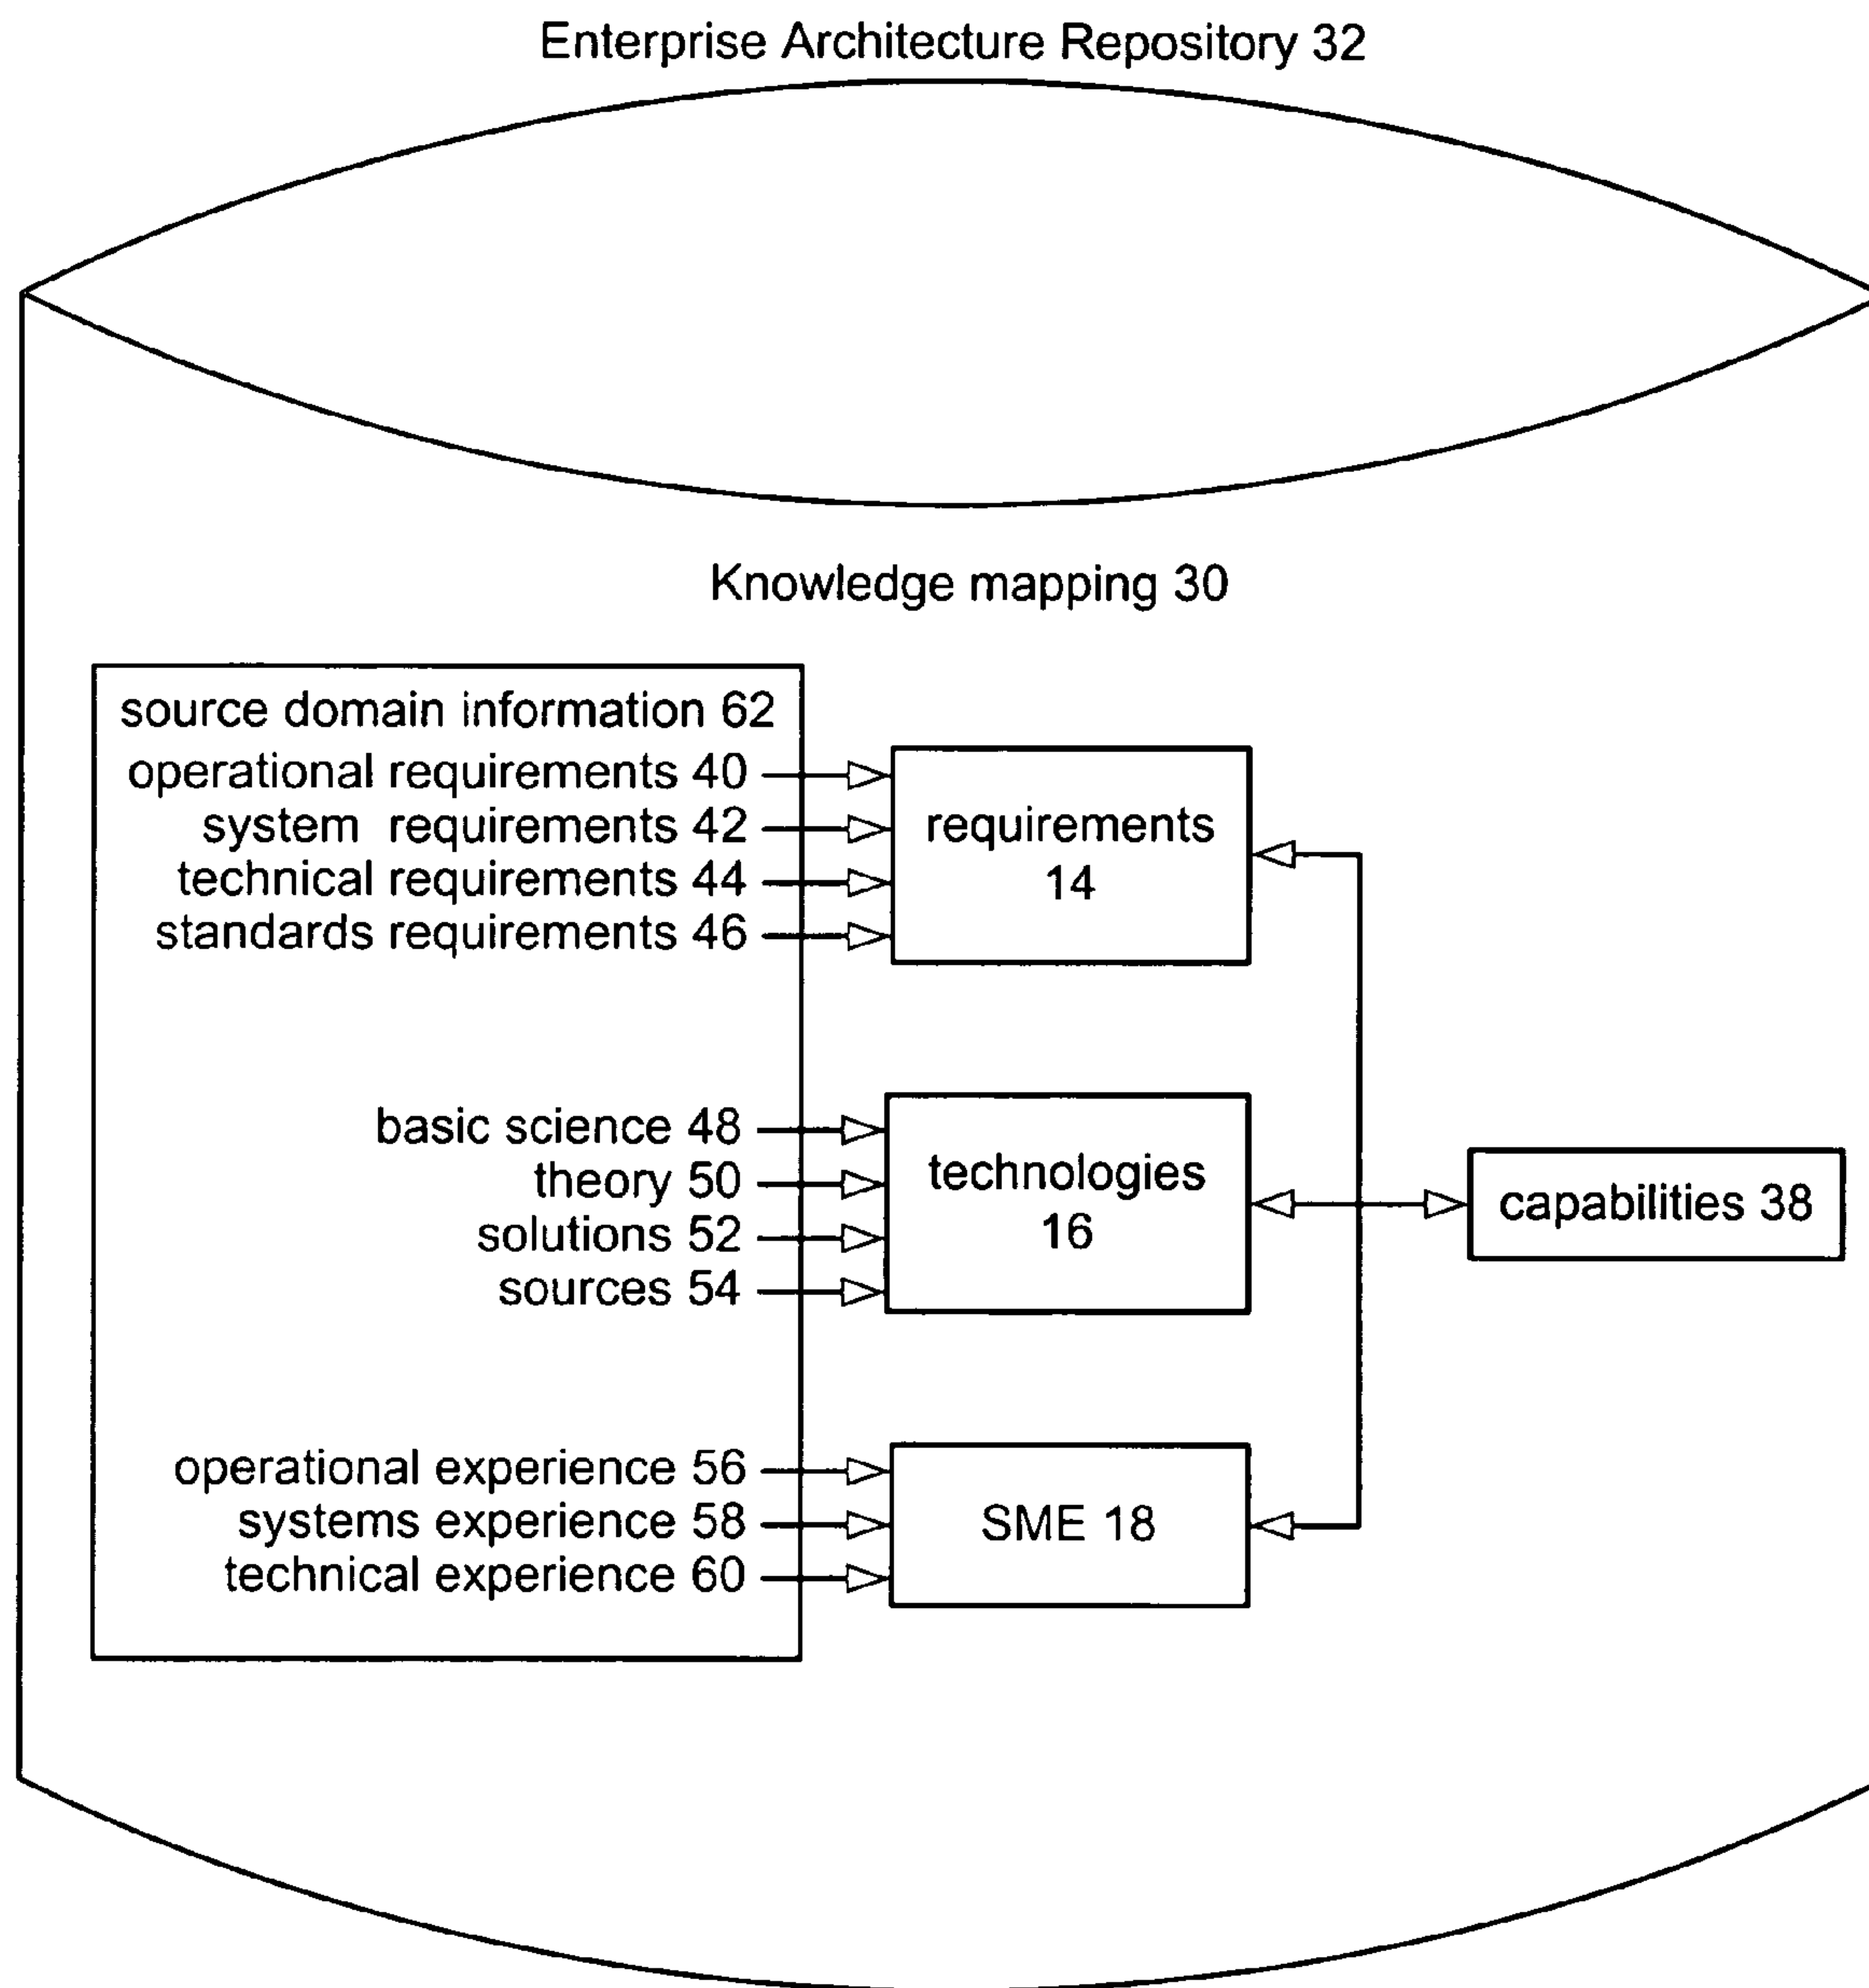 Enterprise Architecture Repository 32
Knowledge mapping 30
source domain information 62
operational requirements 40
system requirements 42
technical requirements 44
standards requirements 46
requirements
14
basic science 48
theory 50
solutions 52
sources 54
technologies
16
capabilities 38
operational experience 56
systems experience 58
technical experience 60
SME 18